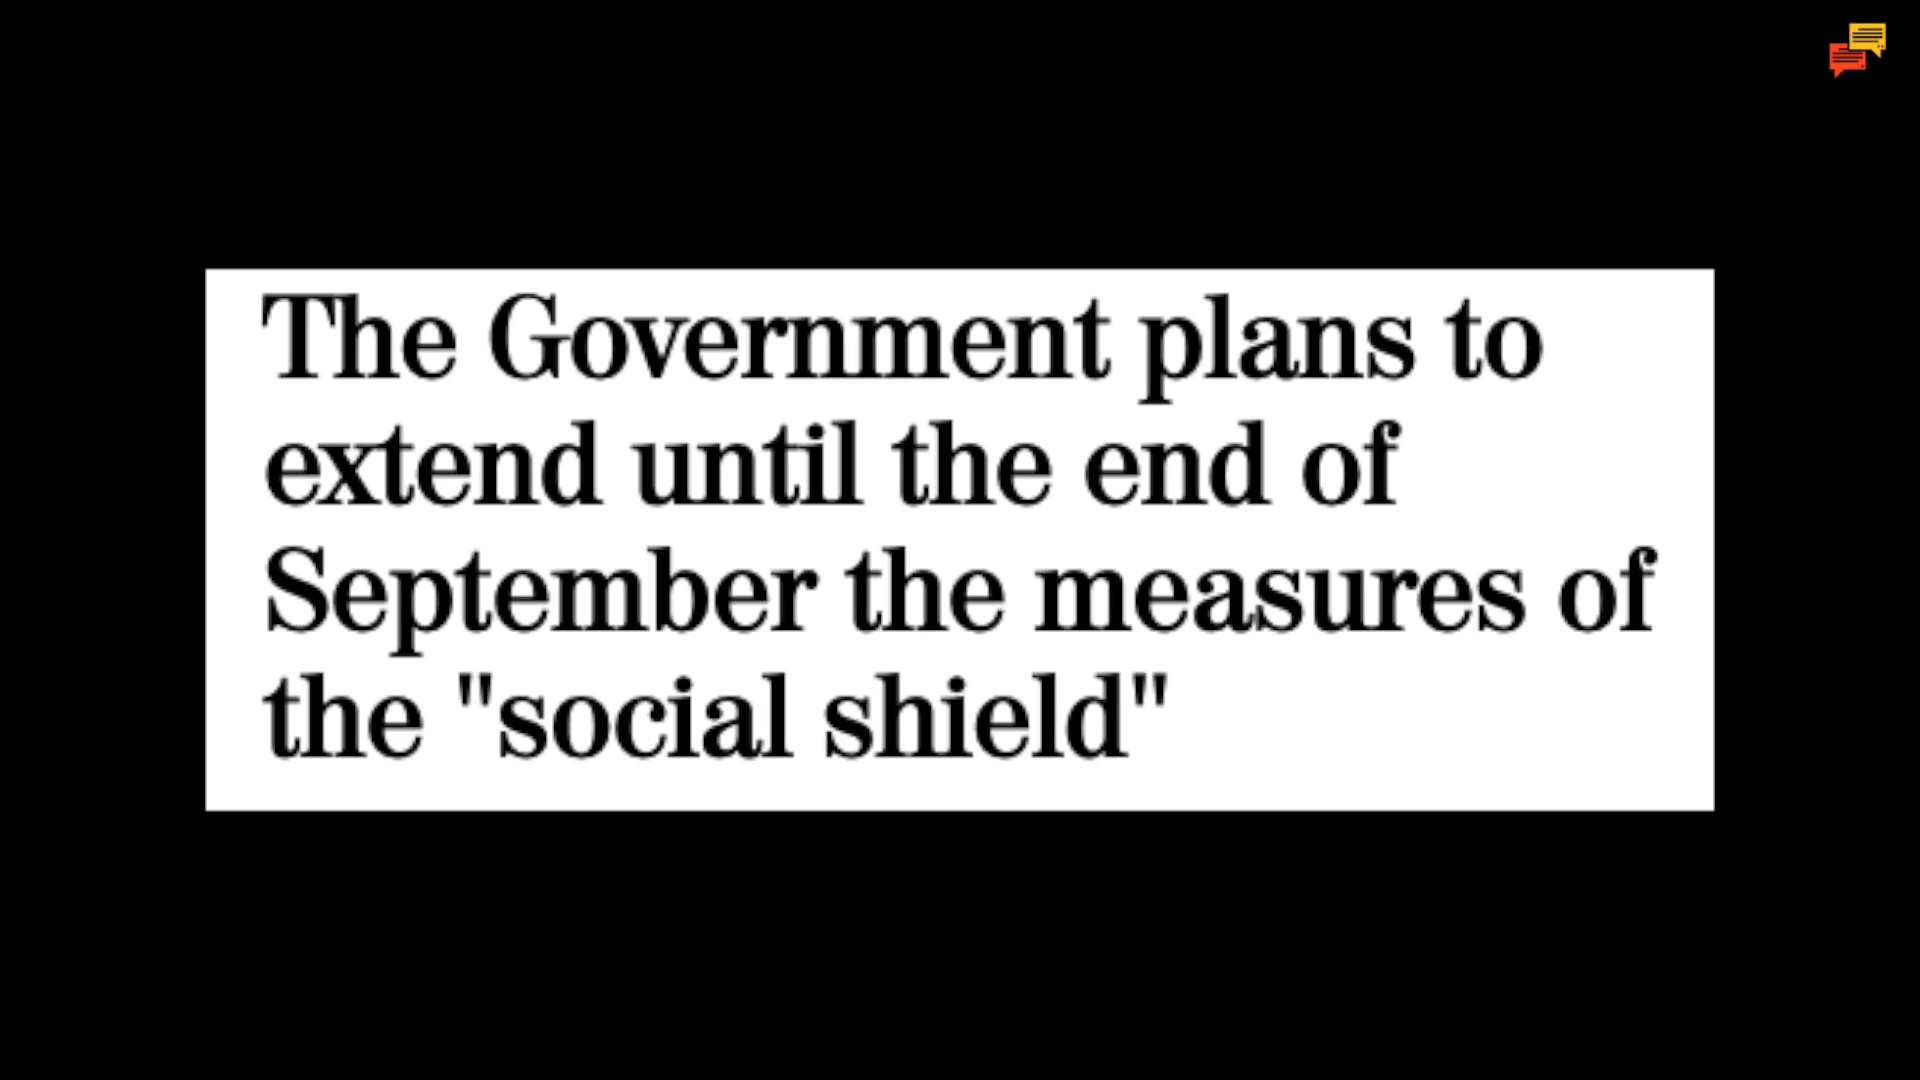 The Government plans to
extend until the end of
September the measures of
the "social shield"